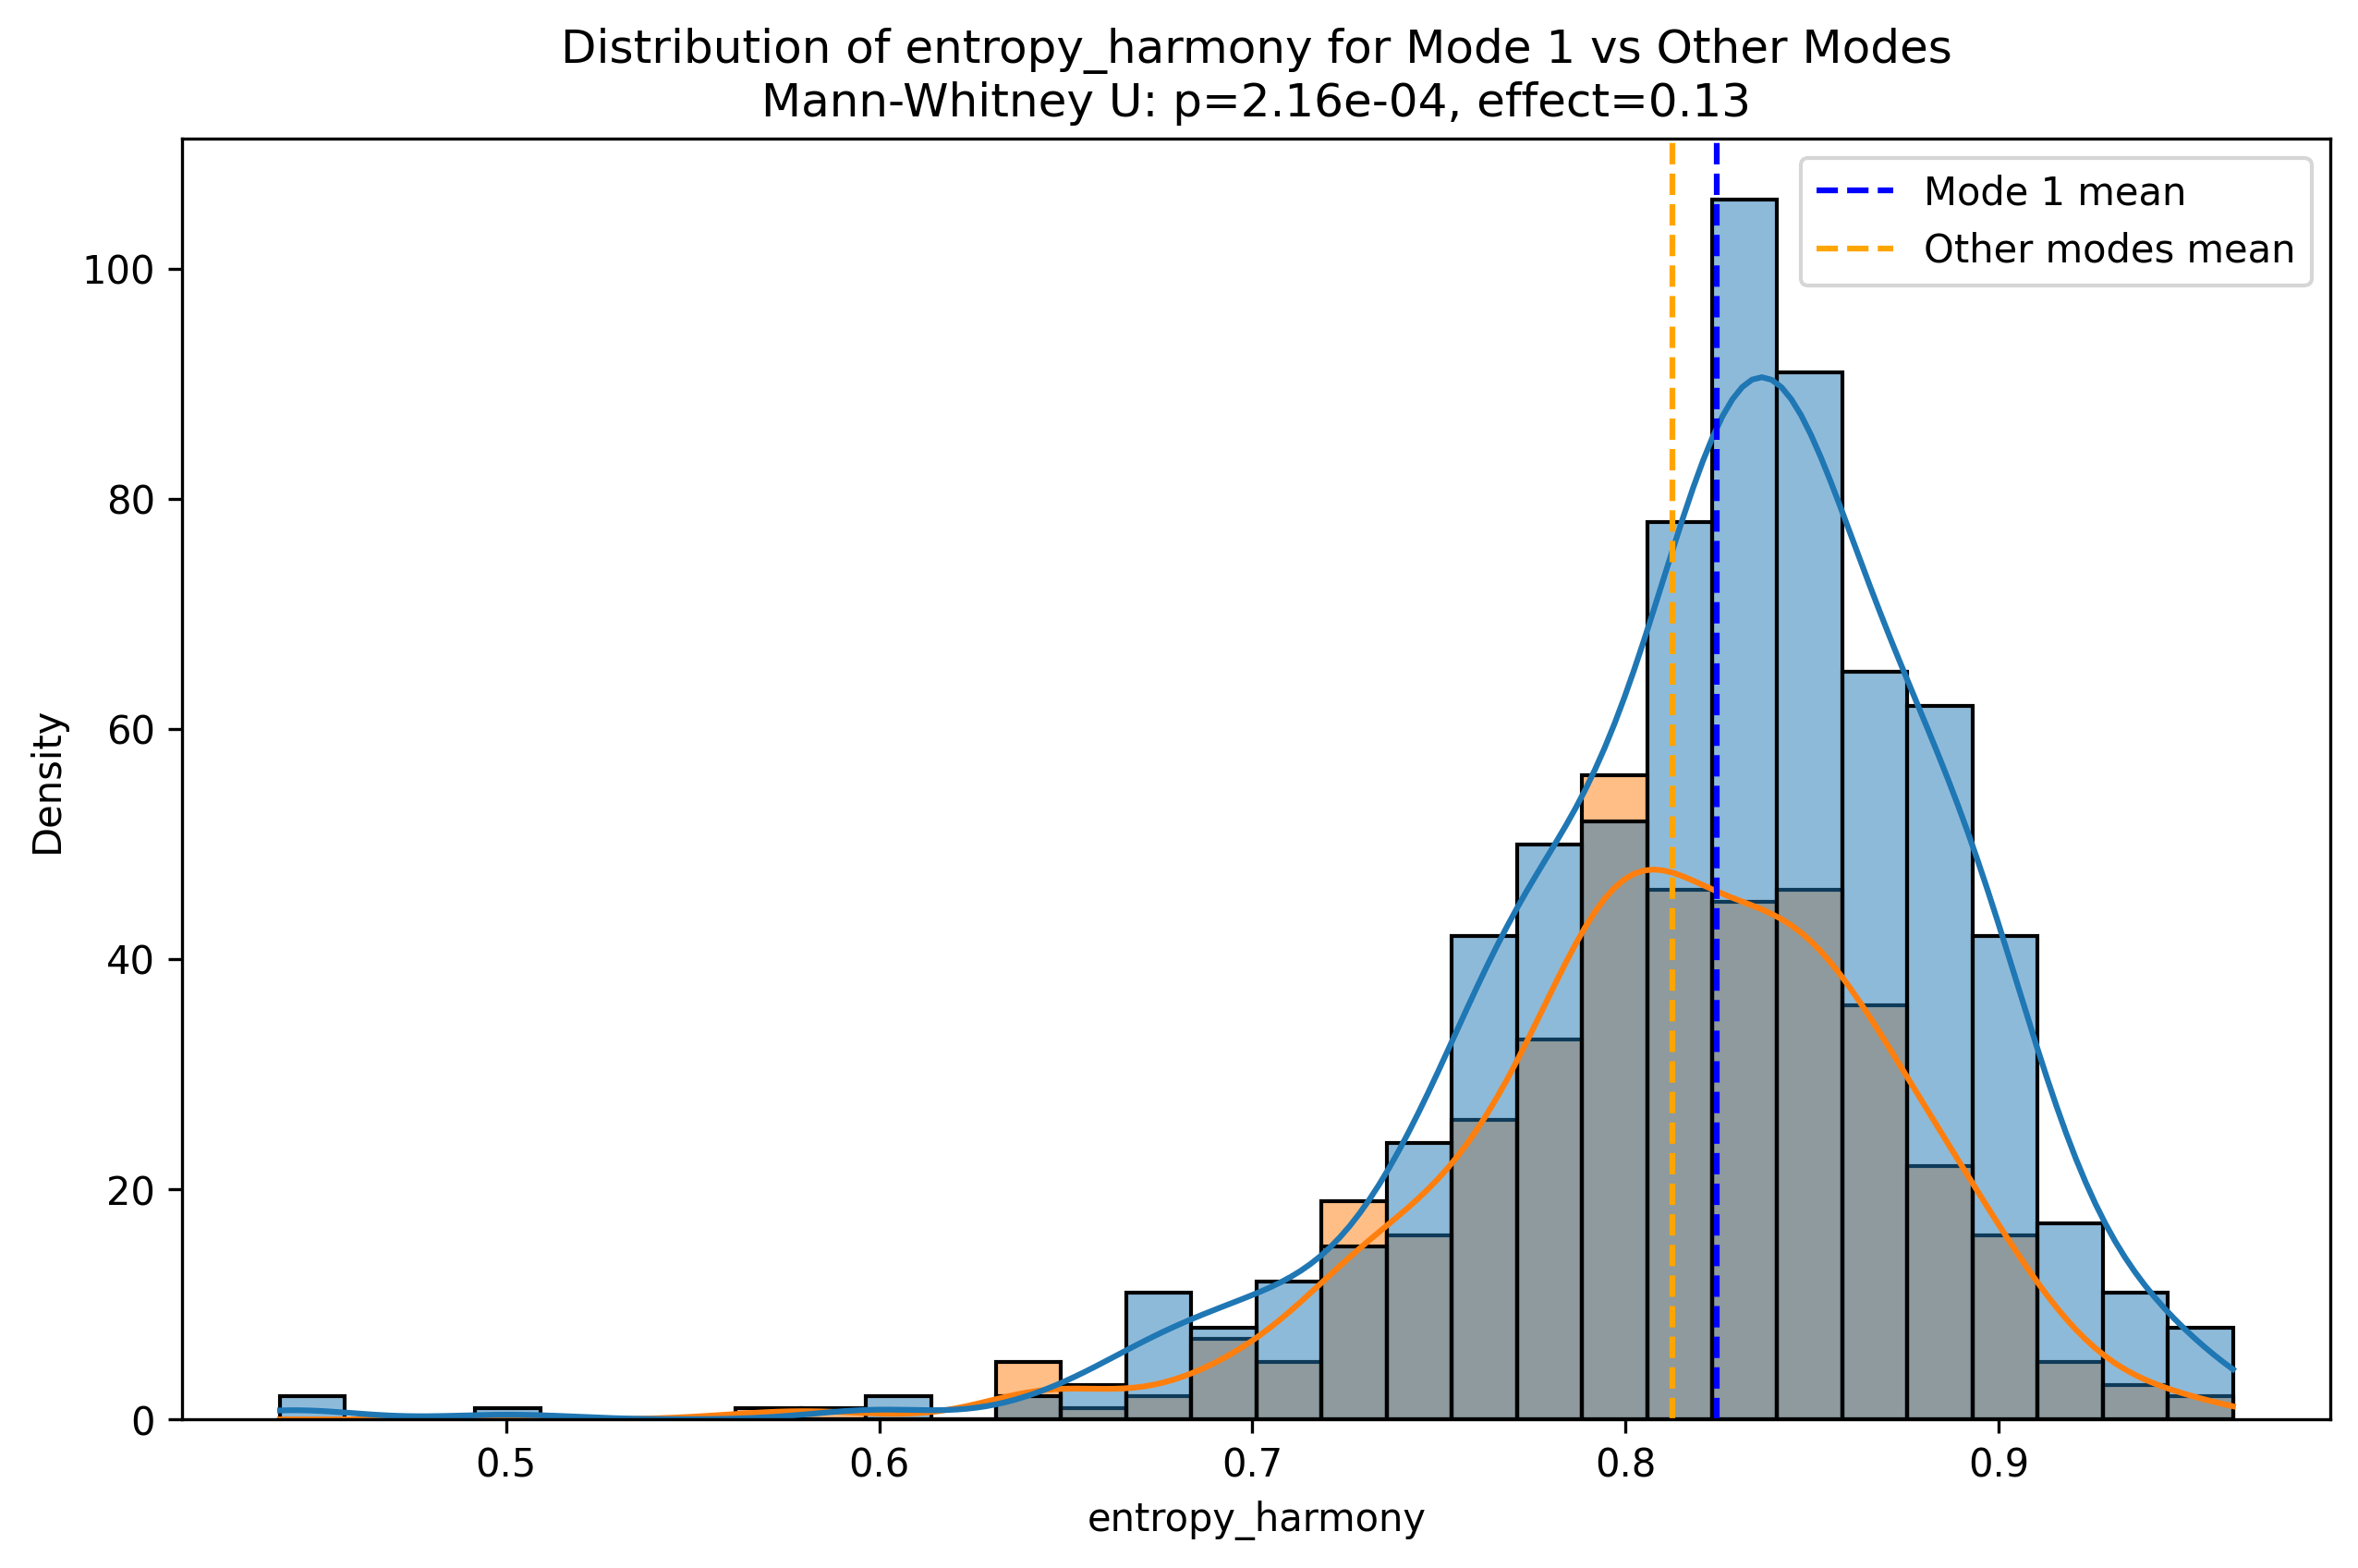 Distribution of entropy_harmony for Mode 1 vs Other Modes
Mann-Whitney U: p=2.16e-04, effect=0.13
Mode 1 mean
Other modes mean
Density
100
80
60
40
20
0
0.5 0.6 0.7 0.8 0.9
entropy_harmony